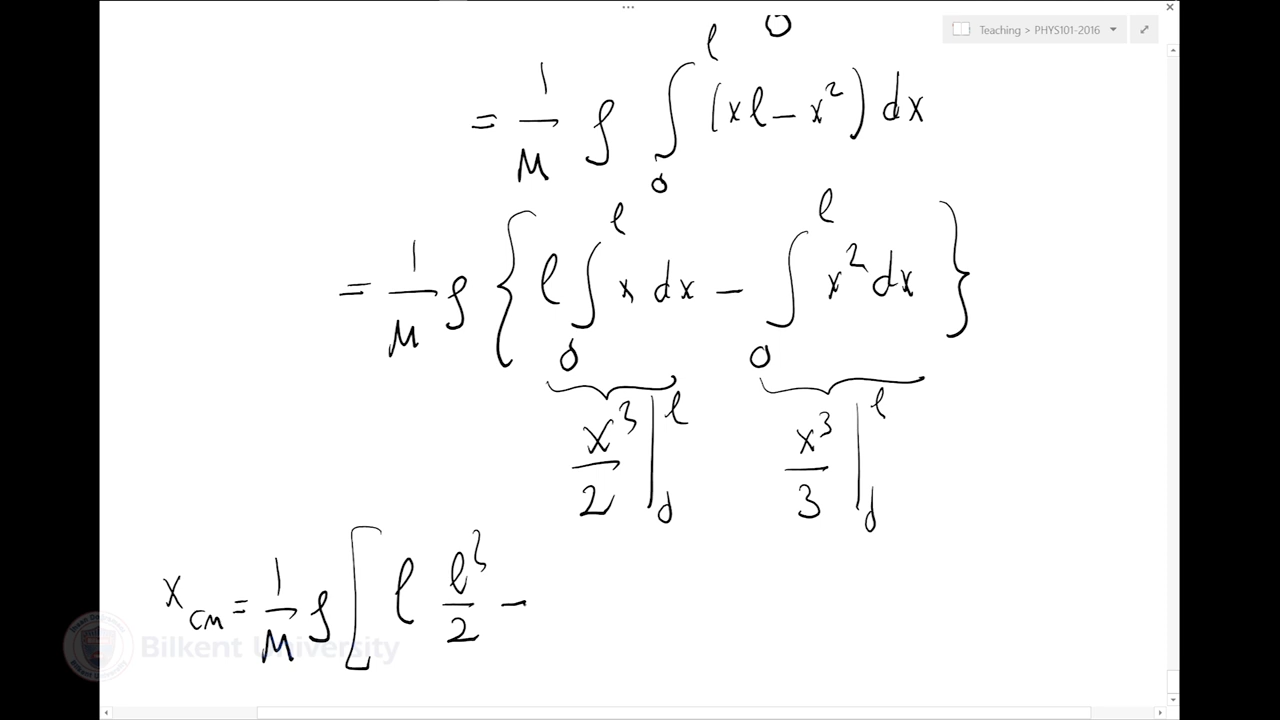 0
Teaching > PHYS101-2016
= 1/M ρ ∫₀^ℓ (xℓ - x²) dx
= 1/M ρ { ℓ ∫₀^ℓ x dx - ∫₀^ℓ x² dx }
x³/2 |₀^ℓ x³/3 |₀^ℓ
x_CM = 1/M ρ [ ℓ ℓ³/2 -
Bilkent University